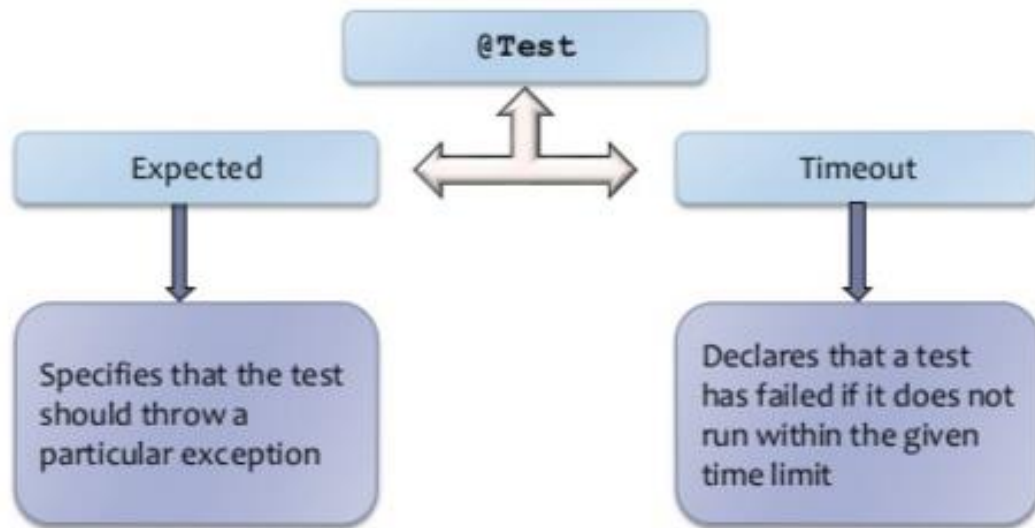 @Test
Expected
Timeout
Specifies that the test
should throw a
particular exception
Declares that a test
has failed if it does not
run within the given
time limit